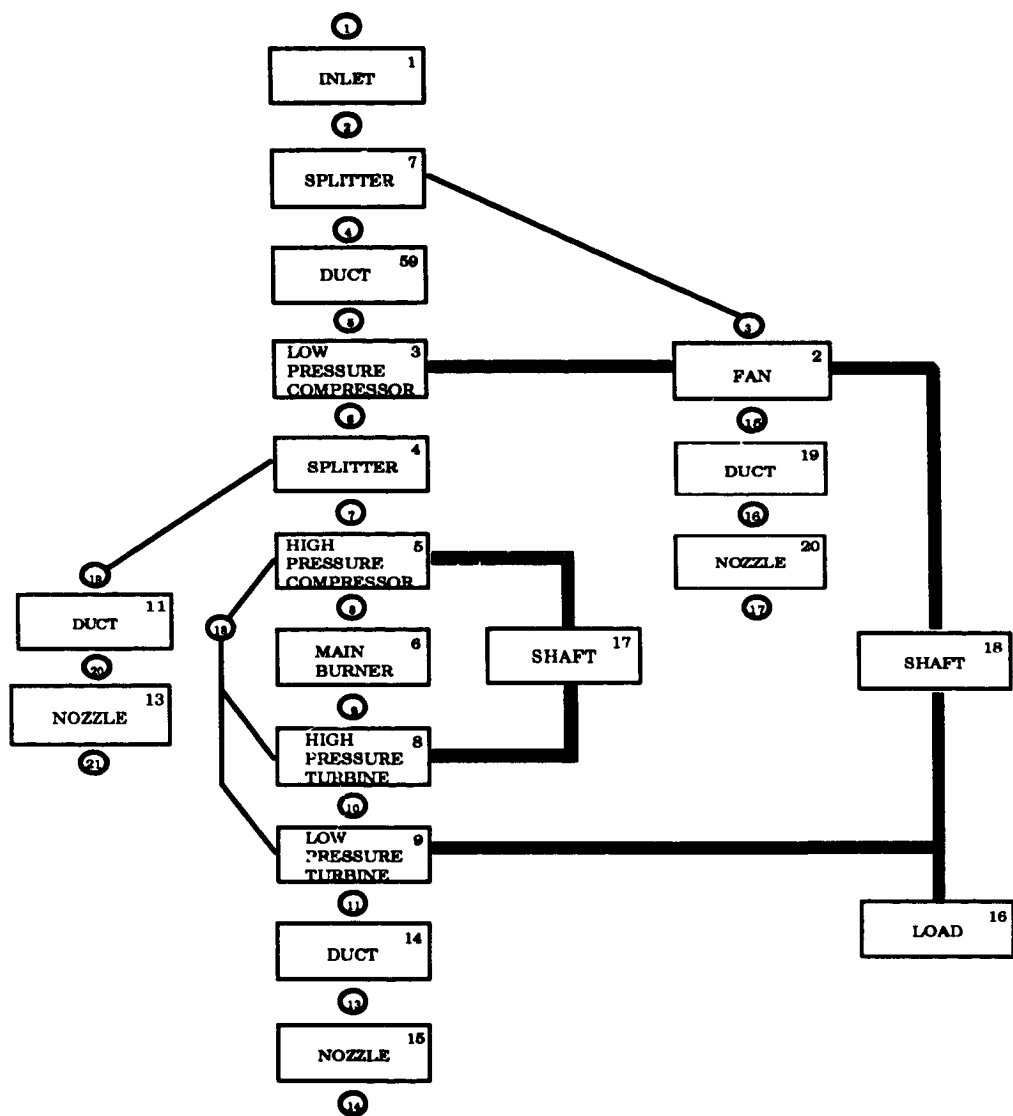 1
INLET 1
2
SPLITTER 7
4
DUCT 59
5
3
LOW 3
PRESSURE
COMPRESSOR
FAN 2
6
15
SPLITTER 4
DUCT 19
7
16
HIGH 5
PRESSURE
COMPRESSOR
NOZZLE 20
8
17
DUCT 11
MAIN 6
BURNER
SHAFT 17
SHAFT 18
20
NOZZLE 13
9
HIGH 8
PRESSURE
TURBINE
21
10
LOW 9
PRESSURE
TURBINE
11
LOAD 16
DUCT 14
13
NOZZLE 15
14